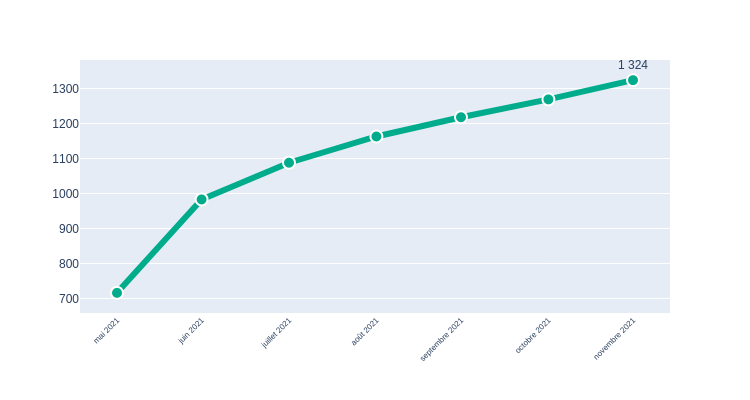 1 324
1300
1200
1100
1000
900
800
700
mai 2021
juin 2021
juillet 2021
août 2021
septembre 2021
octobre 2021
novembre 2021